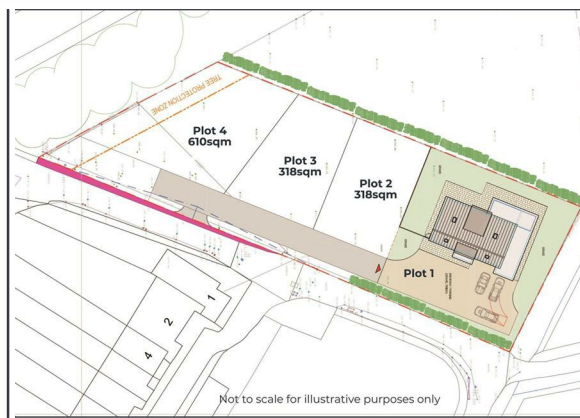 TREE PROTECTION ZONE
Plot 4
610sqm
Plot 3
318sqm
Plot 2
318sqm
Plot 1
1
2
4
Not to scale for illustrative purposes only